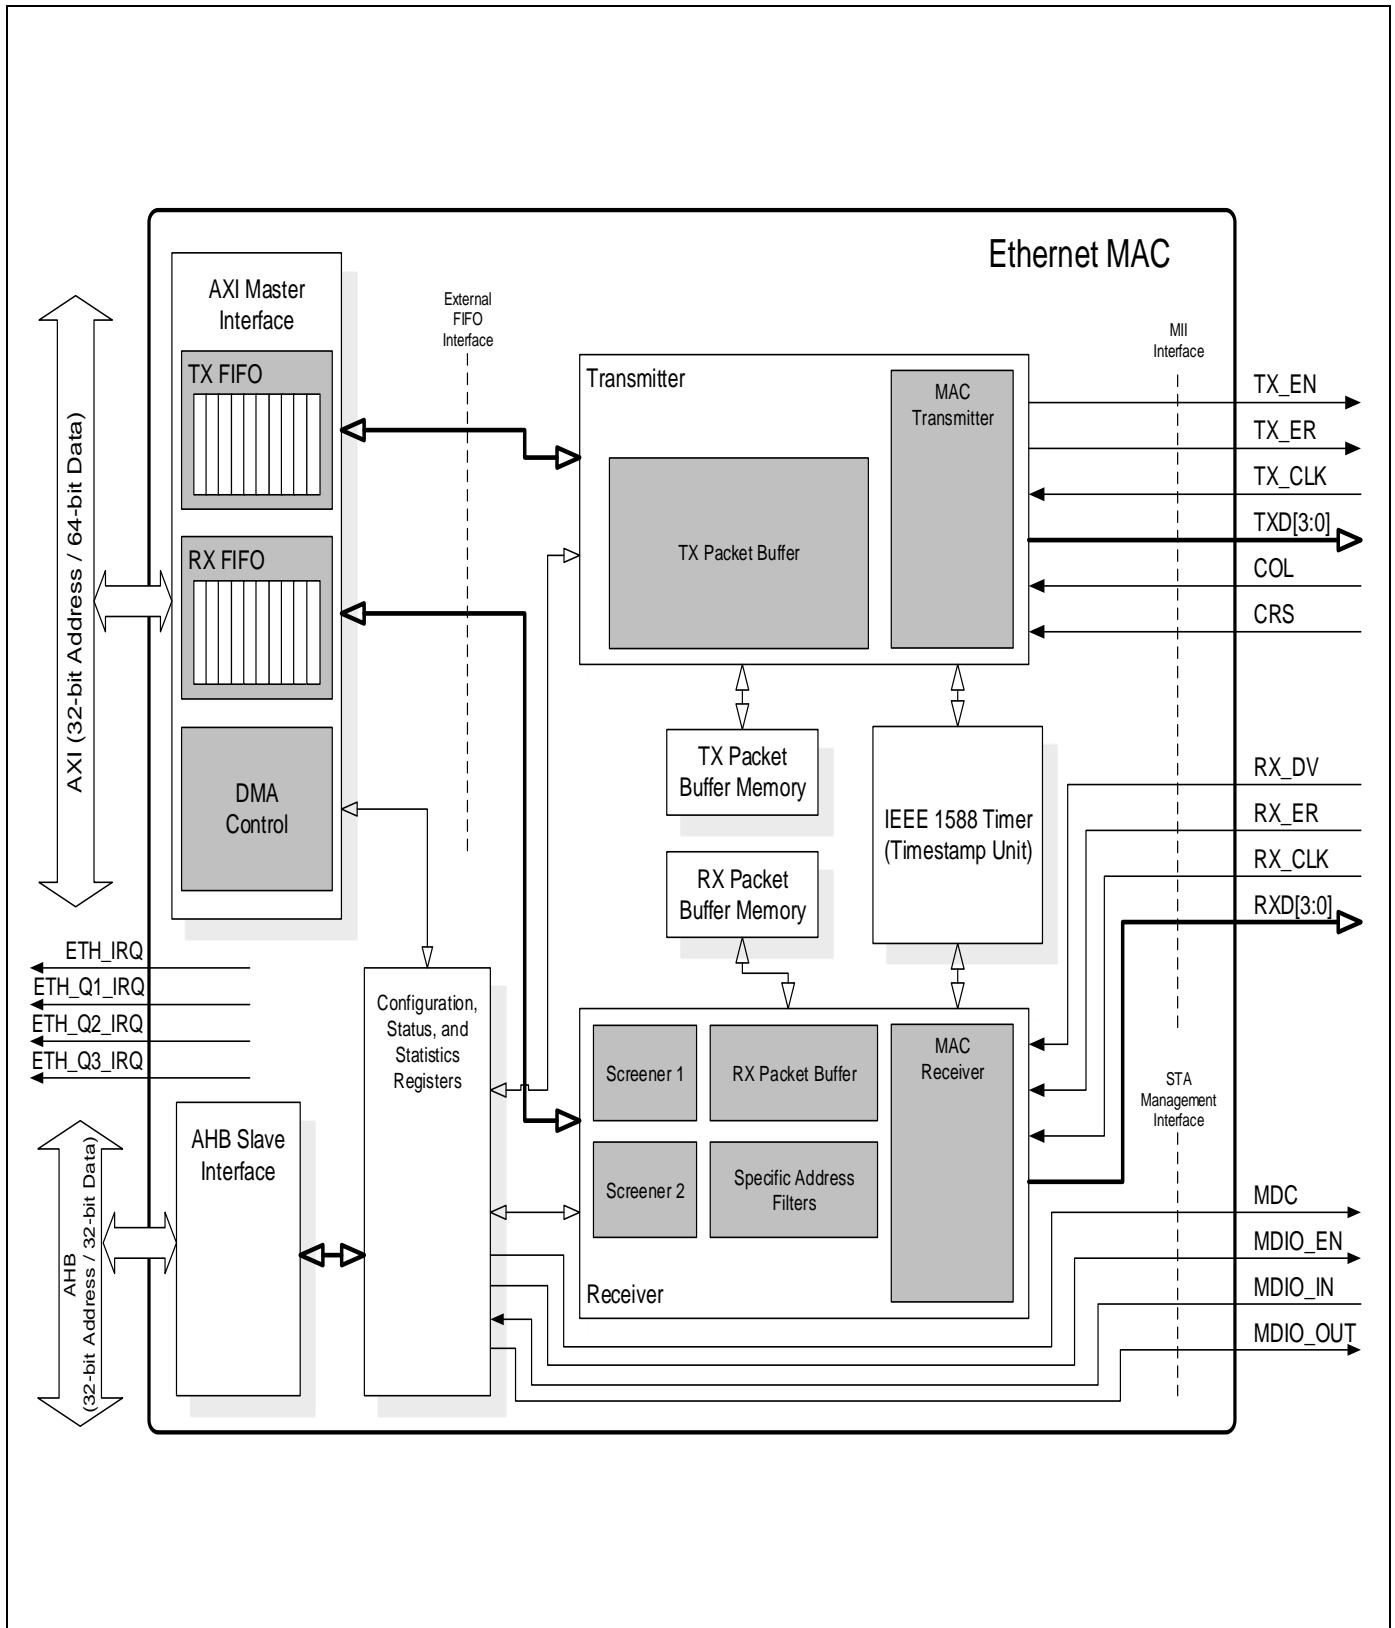 Ethernet MAC
AXI Master
Interface
TX FIFO
RX FIFO
DMA
Control
AXI (32-bit Address / 64-bit Data)
External
FIFO
Interface
Transmitter
MAC
Transmitter
TX Packet Buffer
MII
Interface
TX_EN
TX_ER
TX_CLK
TXD[3:0]
COL
CRS
TX Packet
Buffer Memory
RX Packet
Buffer Memory
IEEE 1588 Timer
(Timestamp Unit)
RX_DV
RX_ER
RX_CLK
RXD[3:0]
ETH_IRQ
ETH_Q1_IRQ
ETH_Q2_IRQ
ETH_Q3_IRQ
Configuration,
Status, and
Statistics
Registers
Screener 1
RX Packet Buffer
MAC
Receiver
Screener 2
Specific Address
Filters
Receiver
STA
Management
Interface
AHB Slave
Interface
AHB
(32-bit Address / 32-bit Data)
MDC
MDIO_EN
MDIO_IN
MDIO_OUT